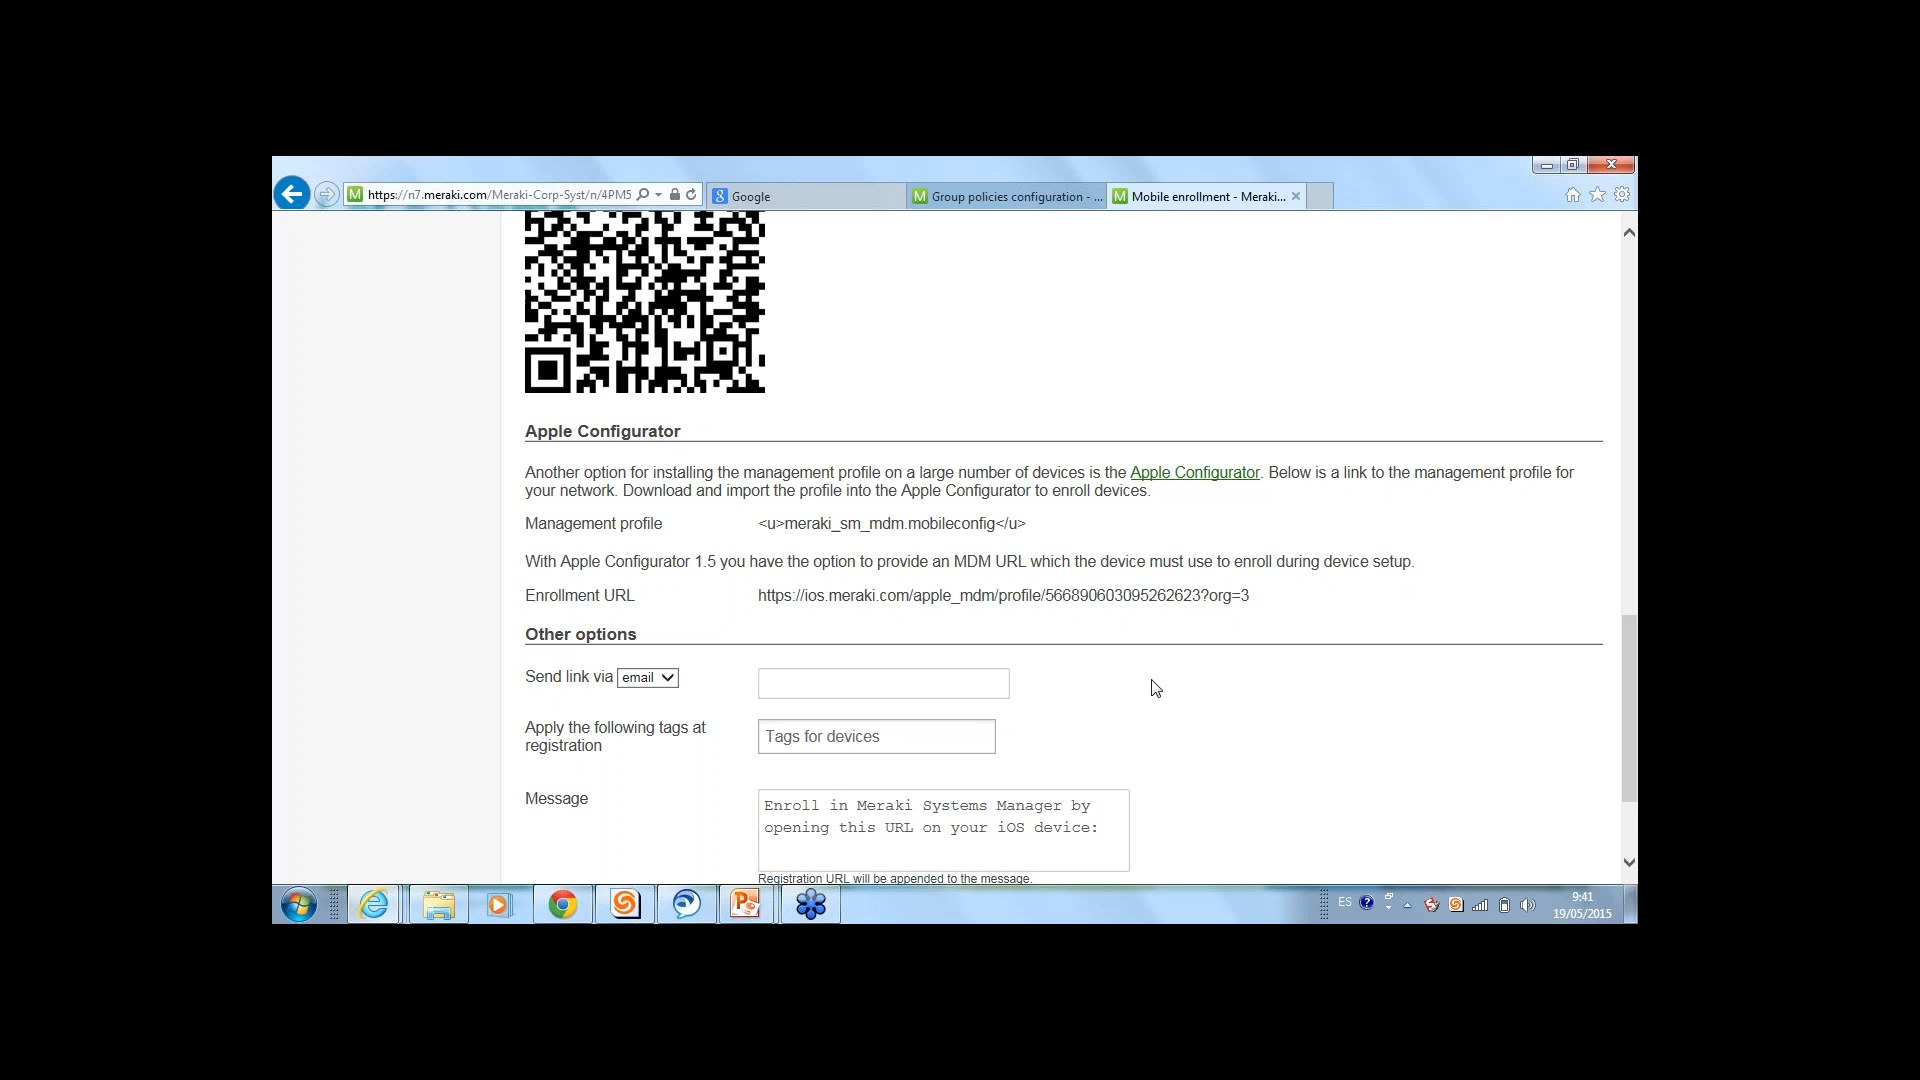 https://n7.meraki.com/Meraki-Corp-Syst/n/4PM5
Google
Group policies configuration - ...
Mobile enrollment - Meraki...
Apple Configurator
Another option for installing the management profile on a large number of devices is the Apple Configurator. Below is a link to the management profile for
your network. Download and import the profile into the Apple Configurator to enroll devices.
Management profile <u>meraki_sm_mdm.mobileconfig</u>
With Apple Configurator 1.5 you have the option to provide an MDM URL which the device must use to enroll during device setup.
Enrollment URL https://ios.meraki.com/apple_mdm/profile/566890603095262623?org=3
Other options
Send link via email
Apply the following tags at
registration
Tags for devices
Message
Enroll in Meraki Systems Manager by
opening this URL on your iOS device:
Registration URL will be appended to the message.
ES
9:41
19/05/2015